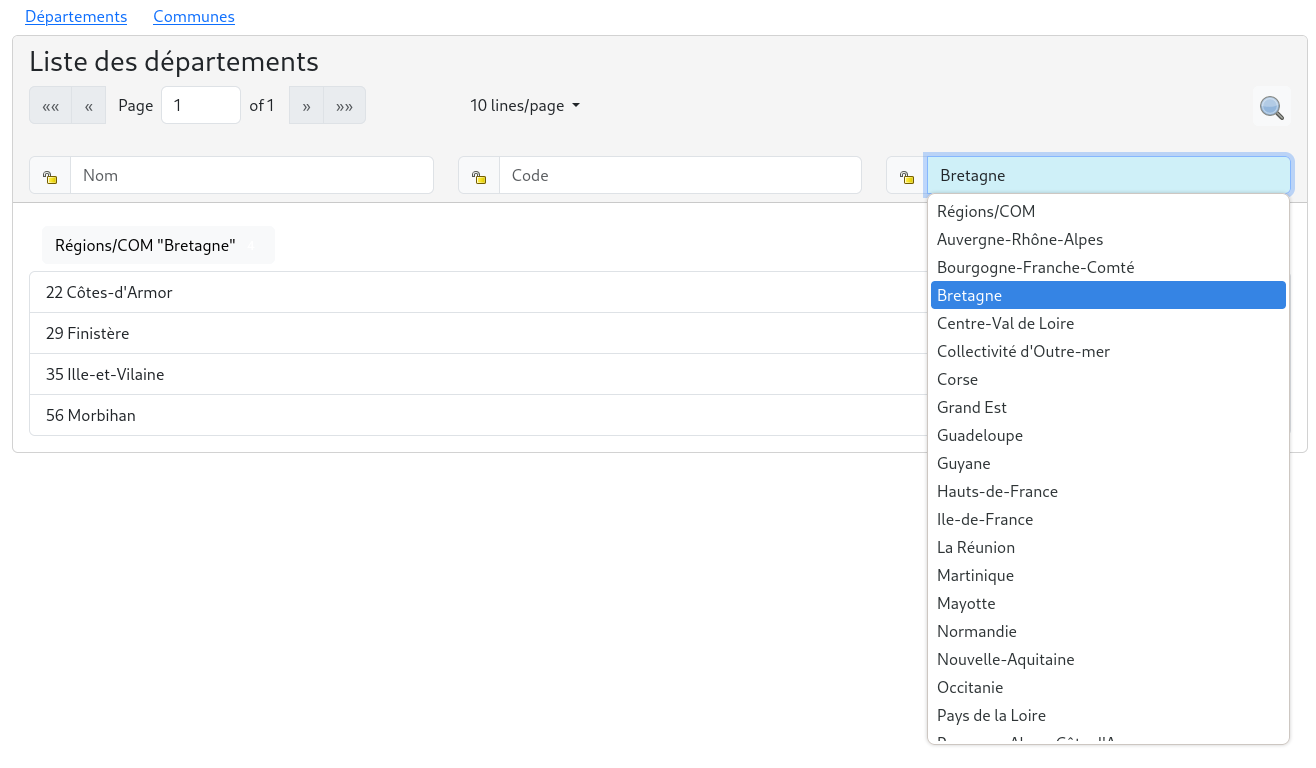 Départements Communes
Liste des départements
«« « Page 1 of 1 » »» 10 lines/page
Nom Code Bretagne
Régions/COM "Bretagne"
22 Côtes-d'Armor
29 Finistère
35 Ille-et-Vilaine
56 Morbihan
Régions/COM
Auvergne-Rhône-Alpes
Bourgogne-Franche-Comté
Bretagne
Centre-Val de Loire
Collectivité d'Outre-mer
Corse
Grand Est
Guadeloupe
Guyane
Hauts-de-France
Ile-de-France
La Réunion
Martinique
Mayotte
Normandie
Nouvelle-Aquitaine
Occitanie
Pays de la Loire